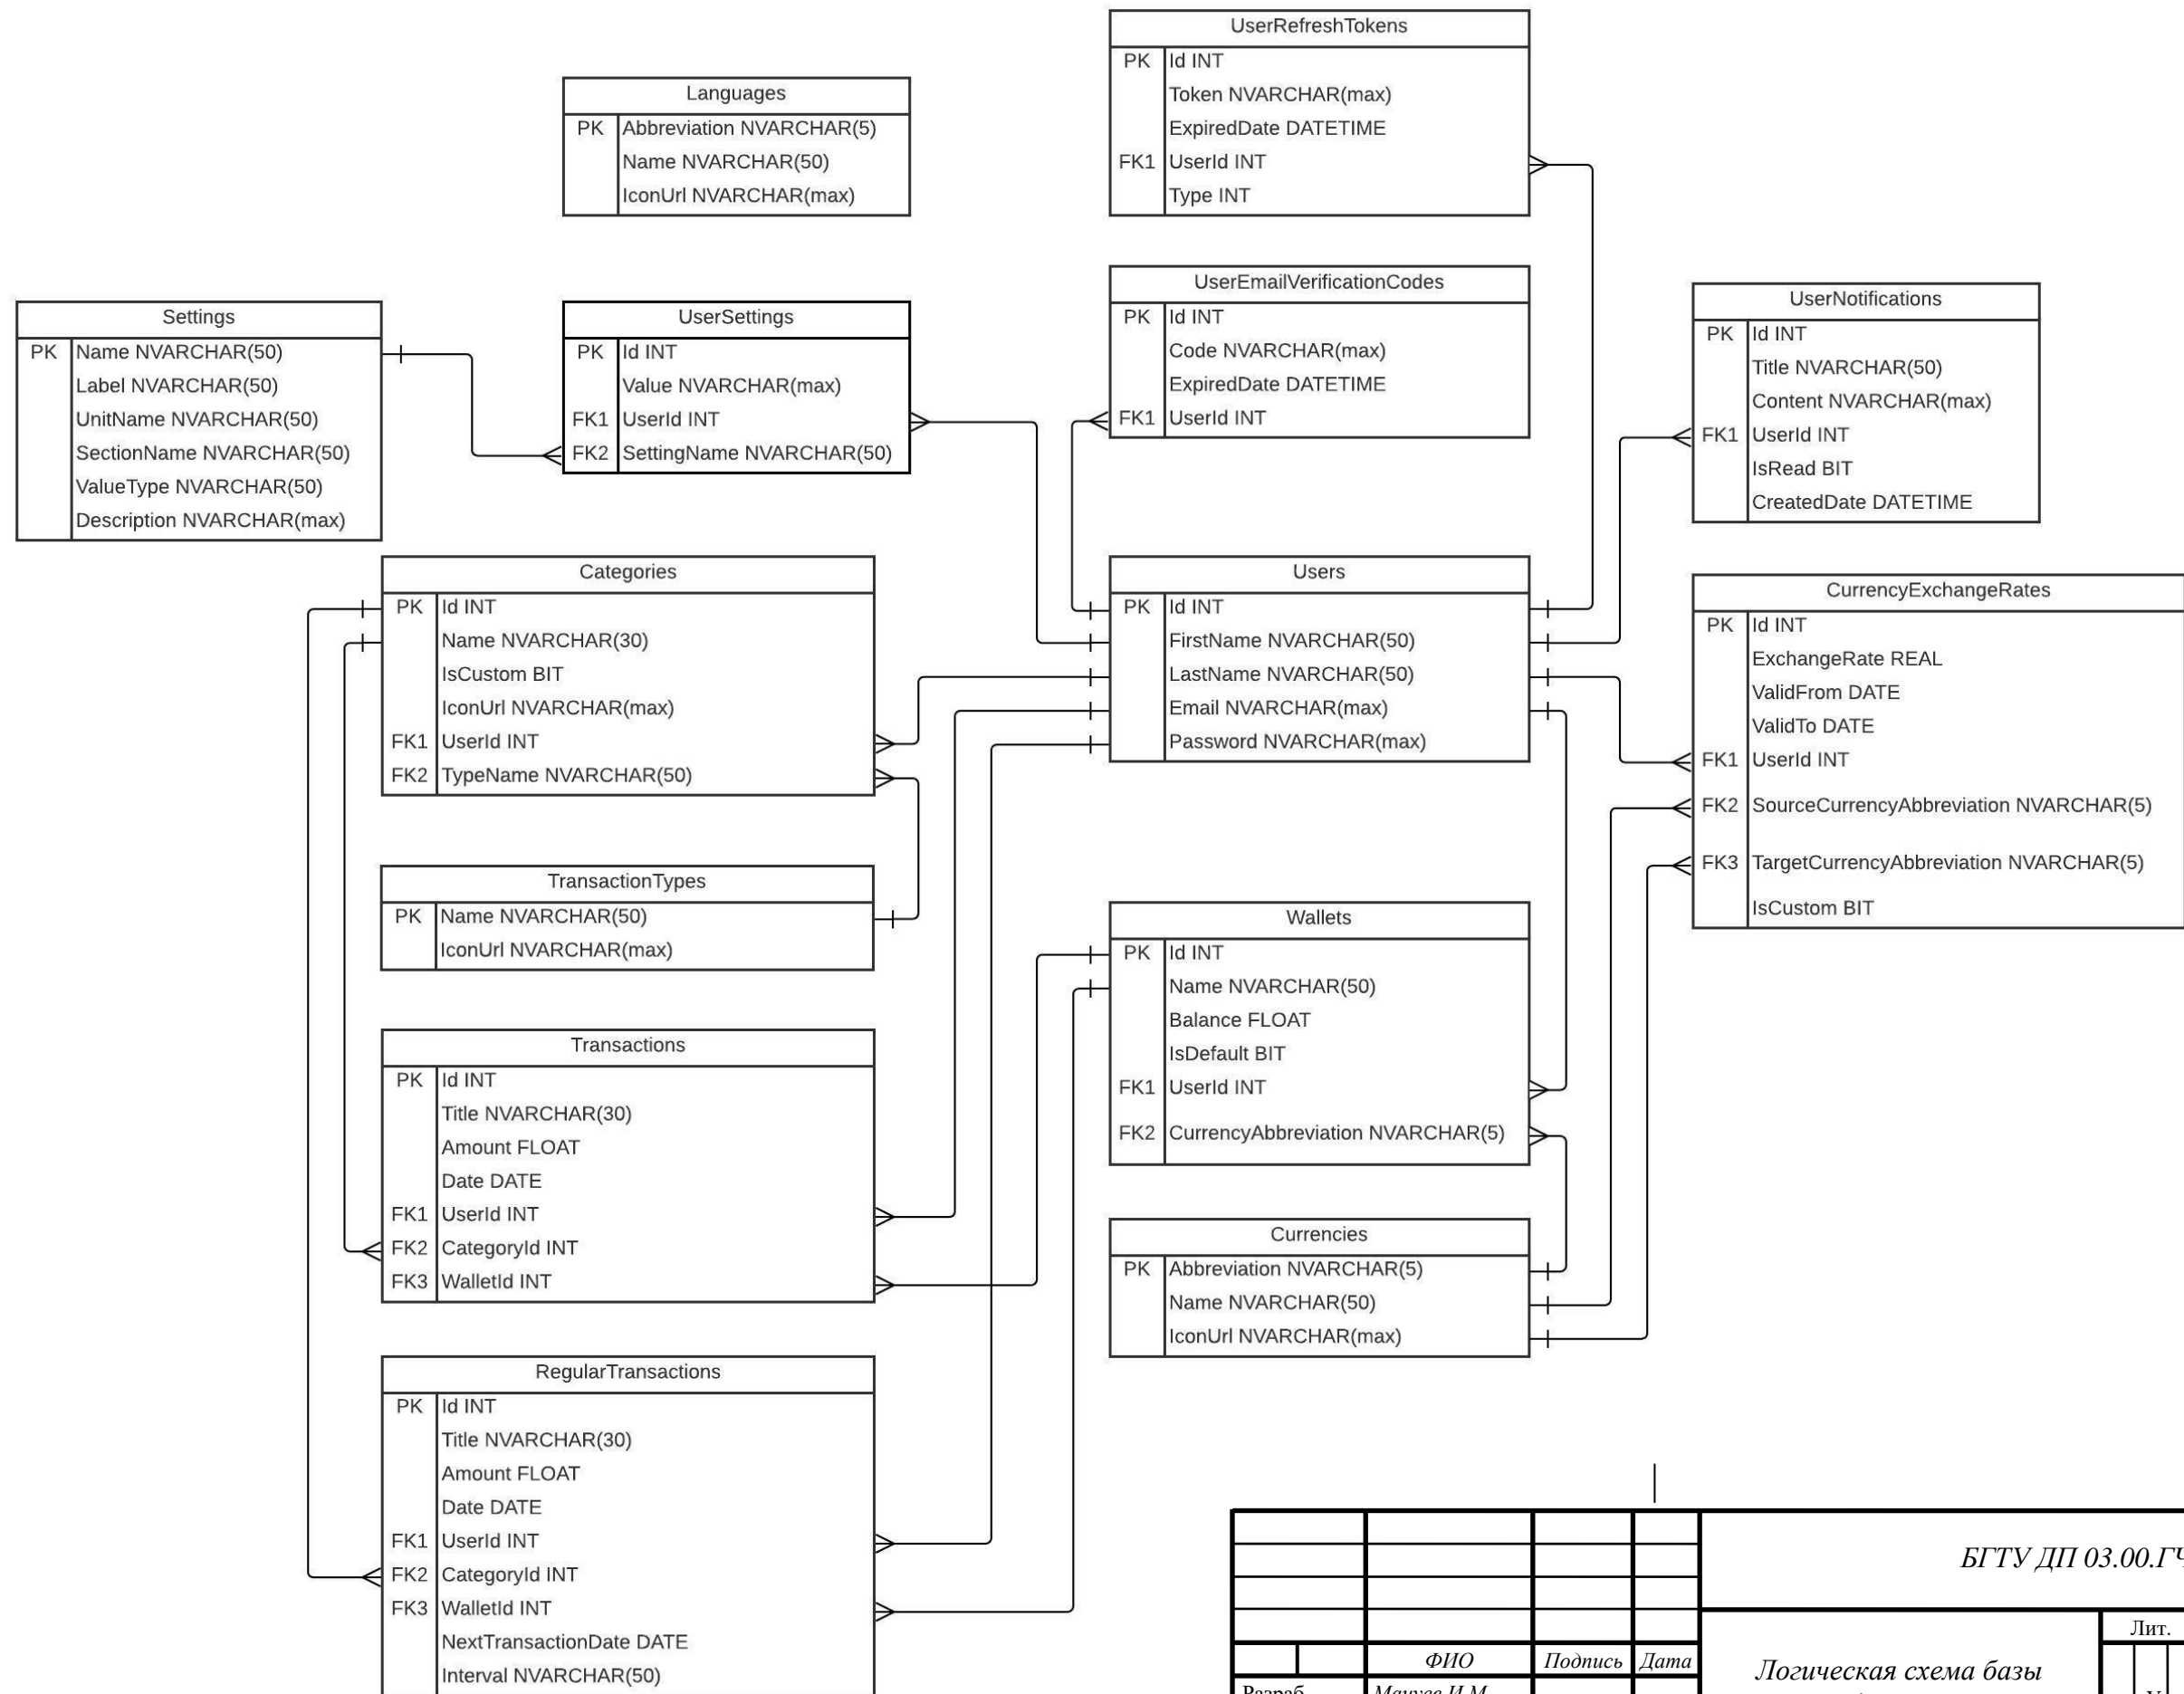 UserRefreshTokens
PK Id INT
Token NVARCHAR(max)
ExpiredDate DATETIME
FK1 UserId INT
Type INT
Languages
PK Abbreviation NVARCHAR(5)
Name NVARCHAR(50)
IconUrl NVARCHAR(max)
UserEmailVerificationCodes
PK Id INT
Code NVARCHAR(max)
ExpiredDate DATETIME
FK1 UserId INT
UserNotifications
PK Id INT
Title NVARCHAR(50)
Content NVARCHAR(max)
FK1 UserId INT
IsRead BIT
CreatedDate DATETIME
Settings
PK Name NVARCHAR(50)
Label NVARCHAR(50)
UnitName NVARCHAR(50)
SectionName NVARCHAR(50)
ValueType NVARCHAR(50)
Description NVARCHAR(max)
UserSettings
PK Id INT
Value NVARCHAR(max)
FK1 UserId INT
FK2 SettingName NVARCHAR(50)
Categories
PK Id INT
Name NVARCHAR(30)
IsCustom BIT
IconUrl NVARCHAR(max)
FK1 UserId INT
FK2 TypeName NVARCHAR(50)
Users
PK Id INT
FirstName NVARCHAR(50)
LastName NVARCHAR(50)
Email NVARCHAR(max)
Password NVARCHAR(max)
CurrencyExchangeRates
PK Id INT
ExchangeRate REAL
ValidFrom DATE
ValidTo DATE
FK1 UserId INT
FK2 SourceCurrencyAbbreviation NVARCHAR(5)
FK3 TargetCurrencyAbbreviation NVARCHAR(5)
IsCustom BIT
TransactionTypes
PK Name NVARCHAR(50)
IconUrl NVARCHAR(max)
Wallets
PK Id INT
Name NVARCHAR(50)
Balance FLOAT
IsDefault BIT
FK1 UserId INT
FK2 CurrencyAbbreviation NVARCHAR(5)
Transactions
PK Id INT
Title NVARCHAR(30)
Amount FLOAT
Date DATE
FK1 UserId INT
FK2 CategoryId INT
FK3 WalletId INT
Currencies
PK Abbreviation NVARCHAR(5)
Name NVARCHAR(50)
IconUrl NVARCHAR(max)
RegularTransactions
PK Id INT
Title NVARCHAR(30)
Amount FLOAT
Date DATE
FK1 UserId INT
FK2 CategoryId INT
FK3 WalletId INT
NextTransactionDate DATE
Interval NVARCHAR(50)
БГТУ ДП 03.00.ГЧ
Лит.
ФИО Подпись Дата
Логическая схема базы